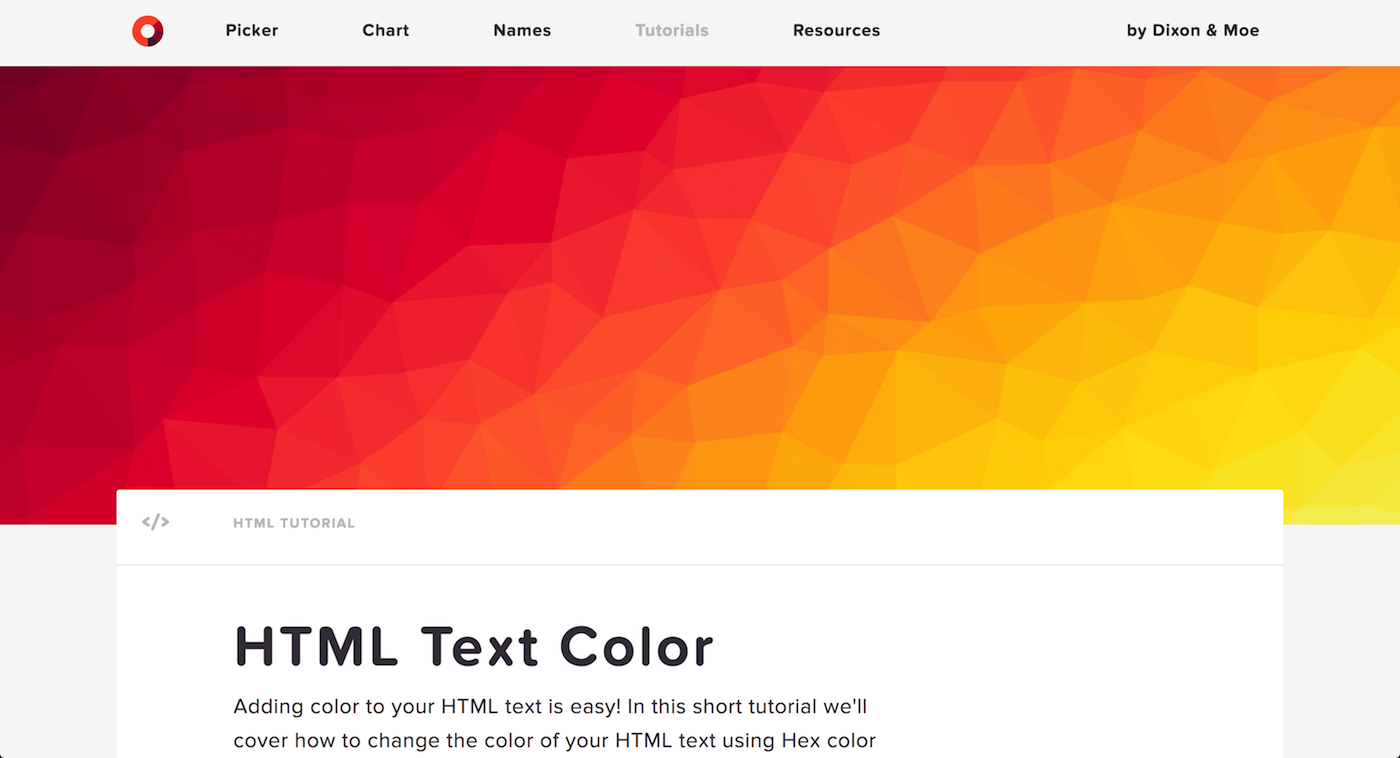 Picker Chart Names Tutorials Resources by Dixon & Moe
</> HTML TUTORIAL
HTML Text Color
Adding color to your HTML text is easy! In this short tutorial we'll
cover how to change the color of your HTML text using Hex color